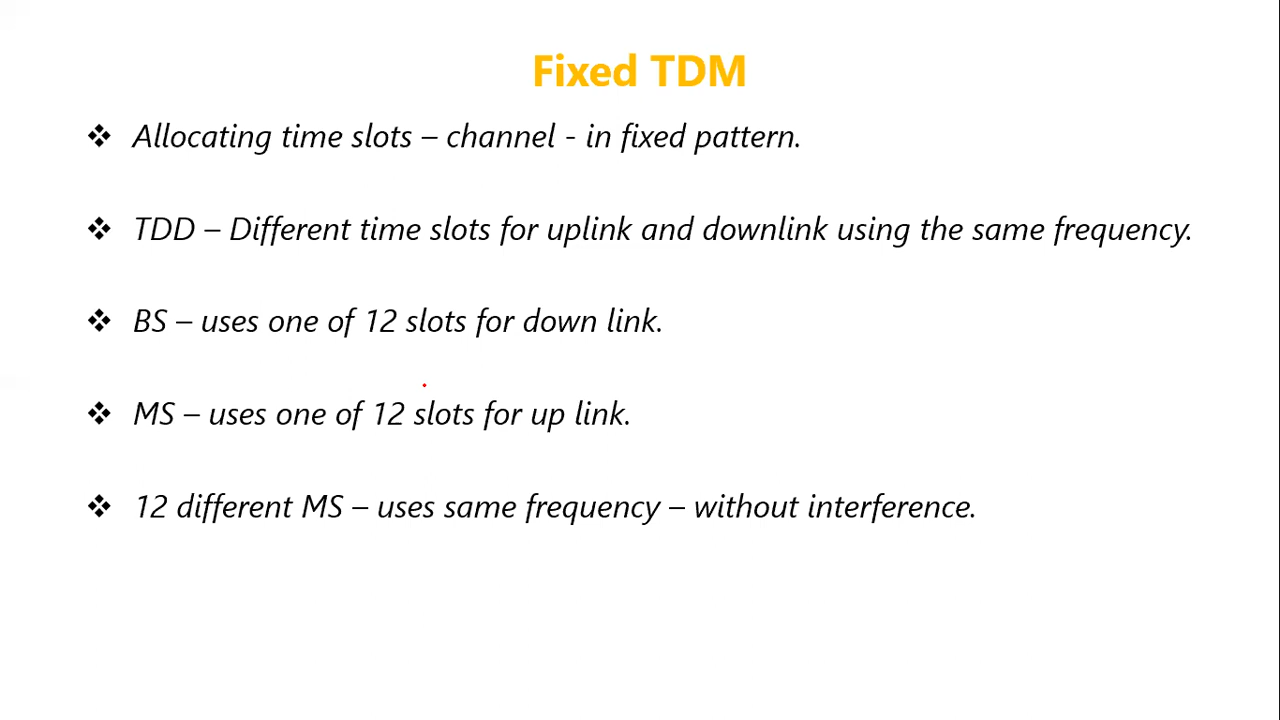 Fixed TDM
❖ Allocating time slots – channel - in fixed pattern.
❖ TDD – Different time slots for uplink and downlink using the same frequency.
❖ BS – uses one of 12 slots for down link.
❖ MS – uses one of 12 slots for up link.
❖ 12 different MS – uses same frequency – without interference.